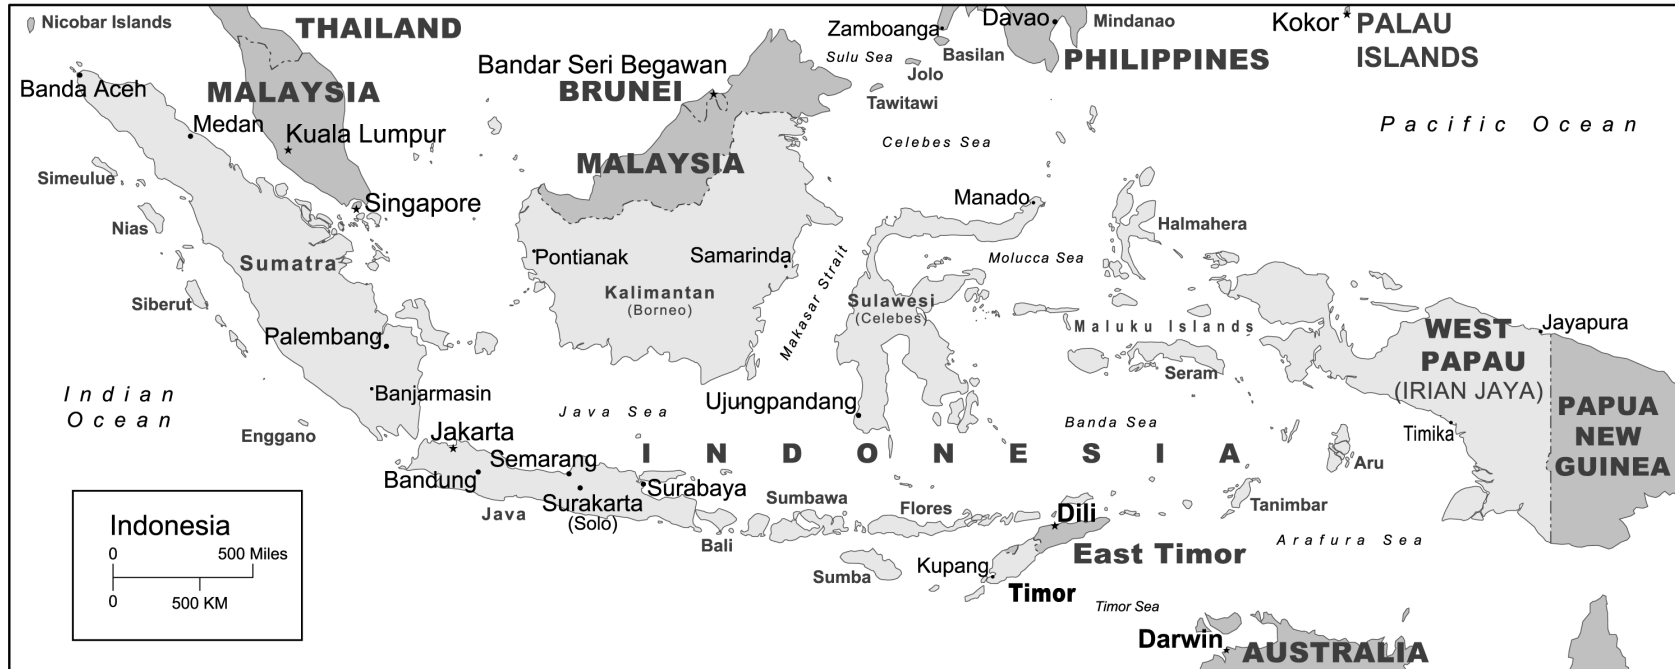 Nicobar Islands
THAILAND
Zamboanga
Davao
Mindanao
Kokor
PALAU
ISLANDS
Sulu Sea
Basilan
PHILIPPINES
Bandar Seri Begawan
BRUNEI
Jolo
Tawitawi
Banda Aceh
MALAYSIA
Medan
Kuala Lumpur
Pacific Ocean
Celebes Sea
MALAYSIA
Simeulue
Singapore
Manado
Nias
Halmahera
Sumatra
Pontianak
Samarinda
Makasar Strait
Molucca Sea
Siberut
Kalimantan
(Borneo)
Sulawesi
(Celebes)
Maluku Islands
WEST
PAPAU
(IRIAN JAYA)
Jayapura
Palembang
Seram
Indian
Ocean
Banjarmasin
Ujungpandang
Java Sea
Banda Sea
PAPUA
NEW
GUINEA
Enggano
Jakarta
Timika
INDONESIA
Semarang
Bandung
Surabaya
Aru
Surakarta
(Solo)
Java
Sumbawa
Flores
Tanimbar
Dili
Bali
East Timor
Arafura Sea
Sumba
Kupang
Timor
Timor Sea
Darwin
AUSTRALIA
Indonesia
0 500 Miles
0 500 KM